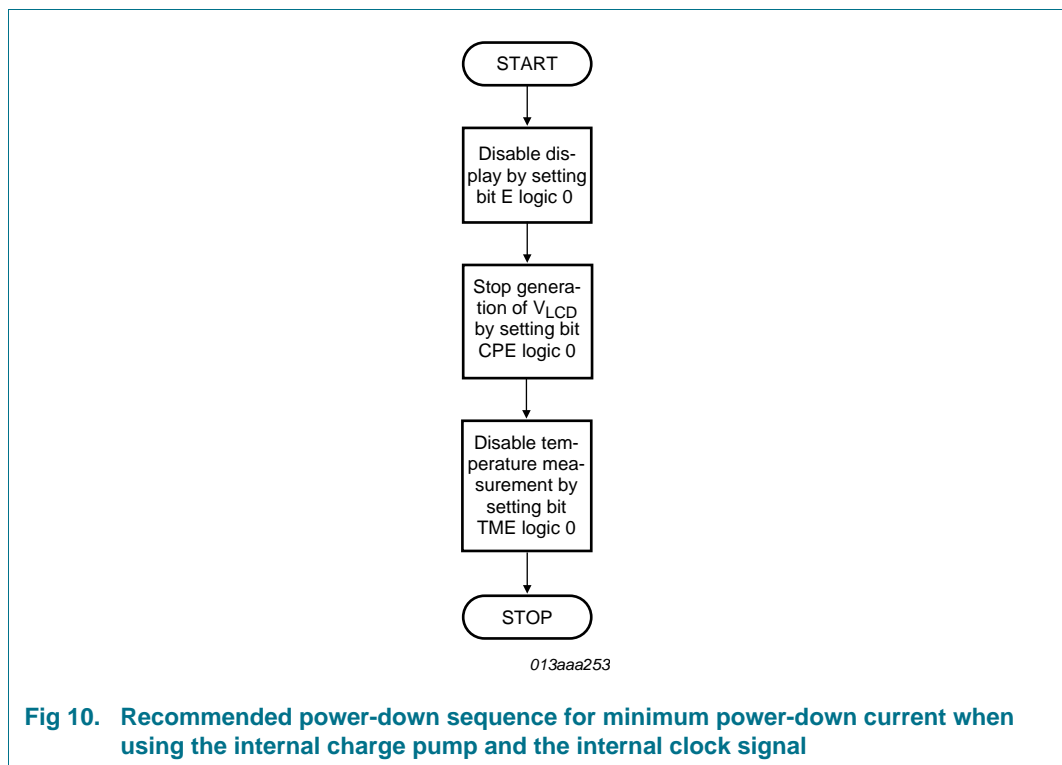 START
Disable dis-
play by setting
bit E logic 0
Stop genera-
tion of VLCD
by setting bit
CPE logic 0
Disable tem-
perature mea-
surement by
setting bit
TME logic 0
STOP
013aaa253
Fig 10. Recommended power-down sequence for minimum power-down current when
using the internal charge pump and the internal clock signal